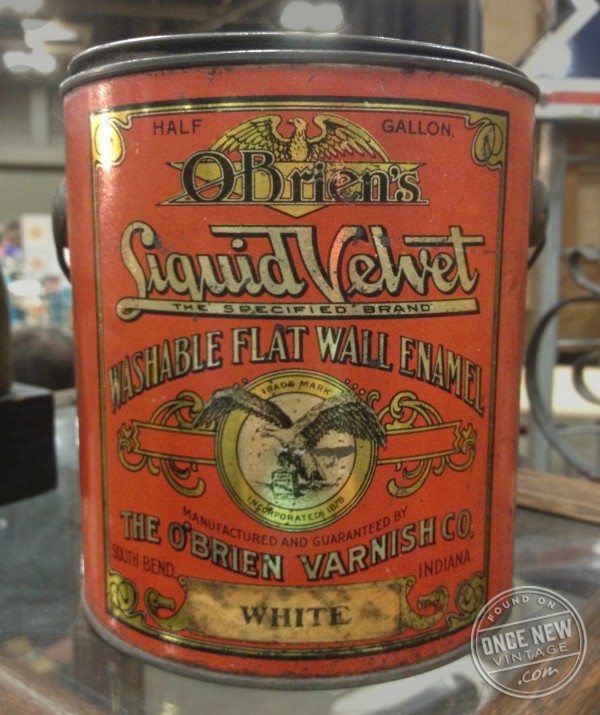 HALF GALLON.
O'Brien's
Liquid Velvet
THE SPECIFIED BRAND
WASHABLE FLAT WALL ENAMEL
TRADE MARK
INCORPORATED 1878
MANUFACTURED AND GUARANTEED BY
THE O'BRIEN VARNISH CO.
SOUTH BEND, INDIANA
WHITE
FOUND ON
ONCE NEW
VINTAGE
.com